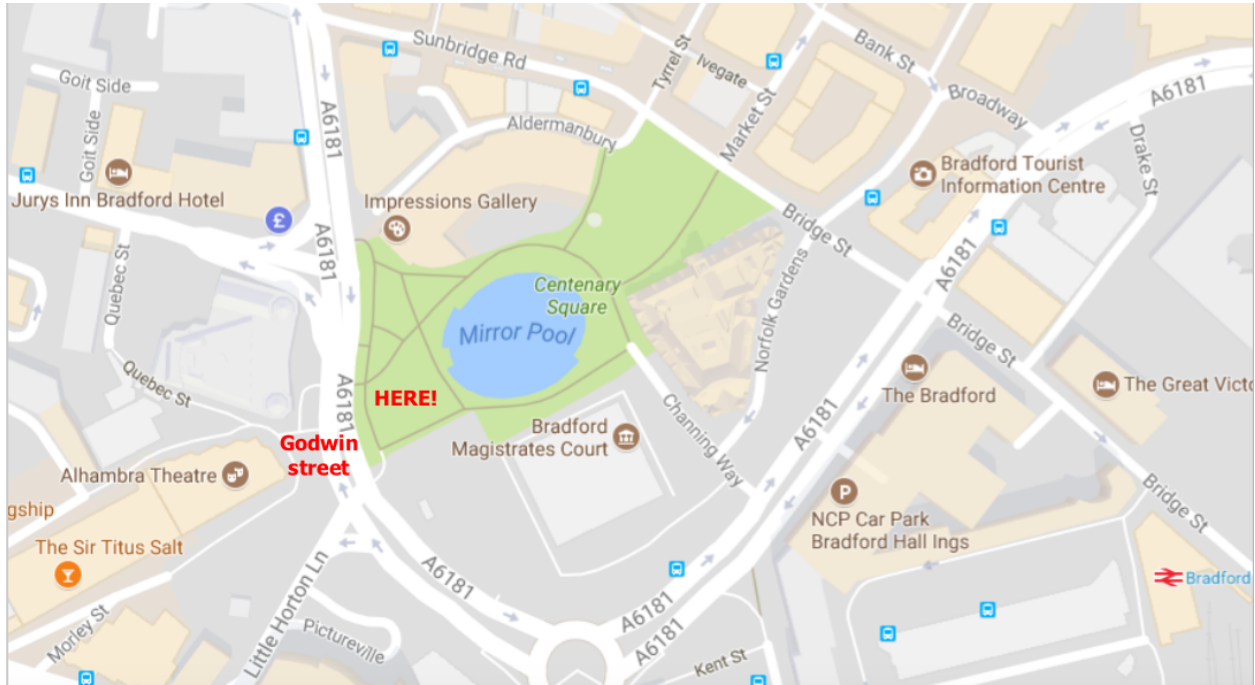 Sunbridge Rd
Tyrrel St
Ivegate
Bank St
Broadway
A6181
Goit Side
Goit Side
A6181
Aldermanbury
Market St
Drake St
Bradford Tourist
Information Centre
Jurys Inn Bradford Hotel
£
Impressions Gallery
Bridge St
A6181
A6181
Quebec St
Centenary
Square
Norfolk Gardens
Mirror Pool
Bridge St
Quebec St
A6181
HERE!
The Bradford
The Great Victo
Godwin
street
Bradford
Magistrates Court
Channing Way
A6181
Alhambra Theatre
gship
P
NCP Car Park
Bradford Hall Ings
Bridge St
The Sir Titus Salt
A6181
Bradford
Little Horton Ln
A6181
Morley St
Pictureville
A6181
Kent St